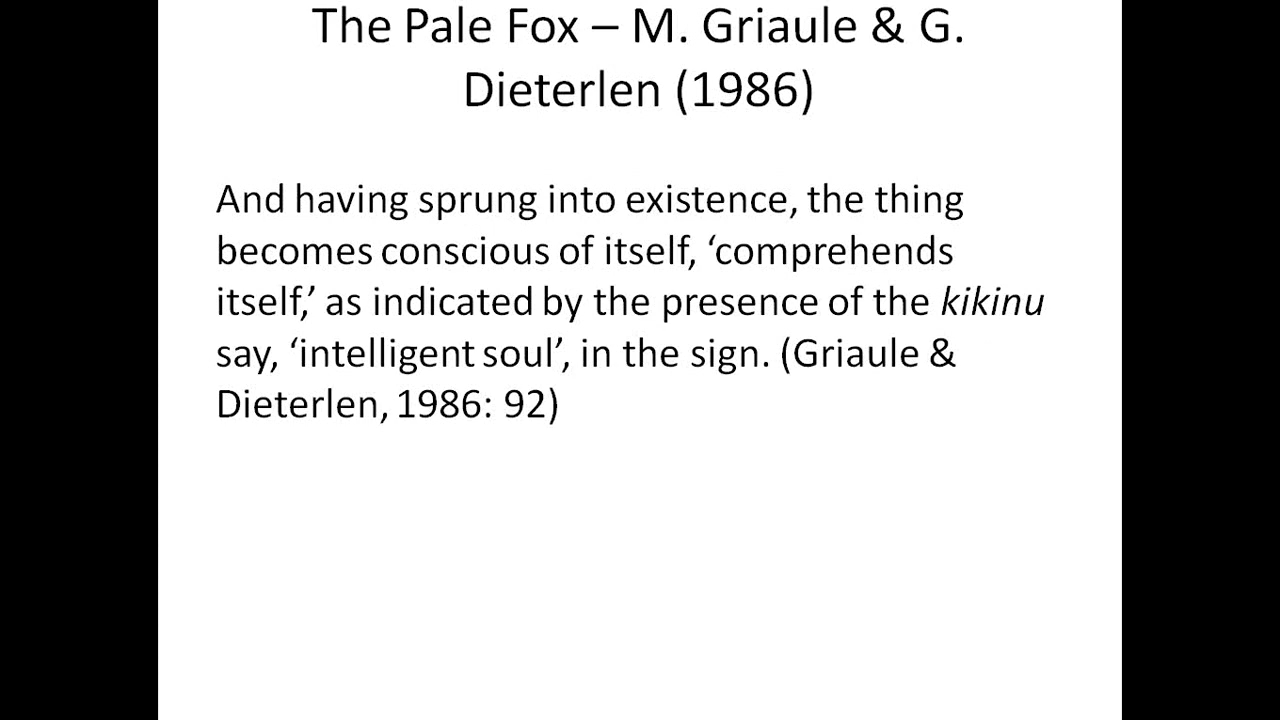 The Pale Fox – M. Griaule & G.
Dieterlen (1986)
And having sprung into existence, the thing
becomes conscious of itself, ‘comprehends
itself,’ as indicated by the presence of the kikinu
say, ‘intelligent soul’, in the sign. (Griaule &
Dieterlen, 1986: 92)